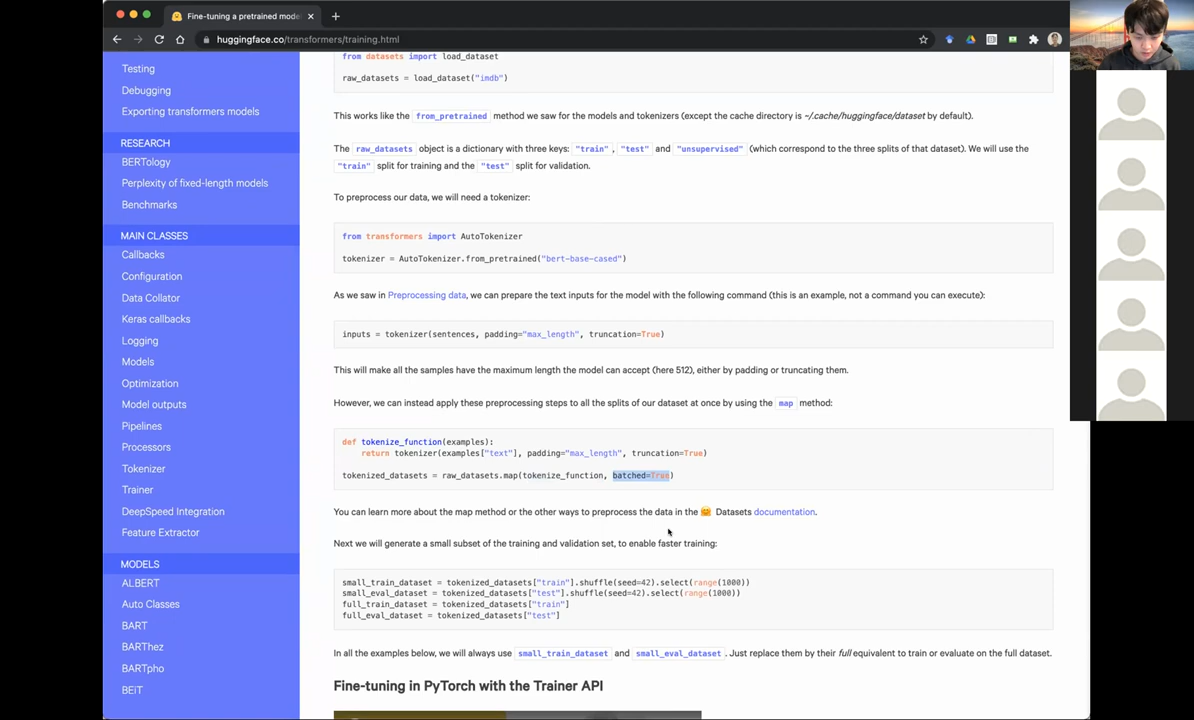 Fine-tuning a pretrained mode
huggingface.co/transformers/training.html
Testing
Debugging
Exporting transformers models
RESEARCH
BERTology
Perplexity of fixed-length models
Benchmarks
MAIN CLASSES
Callbacks
Configuration
Data Collator
Keras callbacks
Logging
Models
Optimization
Model outputs
Pipelines
Processors
Tokenizer
Trainer
DeepSpeed Integration
Feature Extractor
MODELS
ALBERT
Auto Classes
BART
BARThez
BARTpho
BEiT
from datasets import load_dataset
raw_datasets = load_dataset("imdb")
This works like the from_pretrained method we saw for the models and tokenizers (except the cache directory is ~/.cache/huggingface/dataset by default).
The raw_datasets object is a dictionary with three keys: "train", "test" and "unsupervised" (which correspond to the three splits of that dataset). We will use the
"train" split for training and the "test" split for validation.
To preprocess our data, we will need a tokenizer:
from transformers import AutoTokenizer
tokenizer = AutoTokenizer.from_pretrained("bert-base-cased")
As we saw in Preprocessing data, we can prepare the text inputs for the model with the following command (this is an example, not a command you can execute):
inputs = tokenizer(sentences, padding="max_length", truncation=True)
This will make all the samples have the maximum length the model can accept (here 512), either by padding or truncating them.
However, we can instead apply these preprocessing steps to all the splits of our dataset at once by using the map method:
def tokenize_function(examples):
return tokenizer(examples["text"], padding="max_length", truncation=True)
tokenized_datasets = raw_datasets.map(tokenize_function, batched=True)
You can learn more about the map method or the other ways to preprocess the data in the 🤗 Datasets documentation.
Next we will generate a small subset of the training and validation set, to enable faster training:
small_train_dataset = tokenized_datasets["train"].shuffle(seed=42).select(range(1000))
small_eval_dataset = tokenized_datasets["test"].shuffle(seed=42).select(range(1000))
full_train_dataset = tokenized_datasets["train"]
full_eval_dataset = tokenized_datasets["test"]
In all the examples below, we will always use small_train_dataset and small_eval_dataset. Just replace them by their full equivalent to train or evaluate on the full dataset.
Fine-tuning in PyTorch with the Trainer API